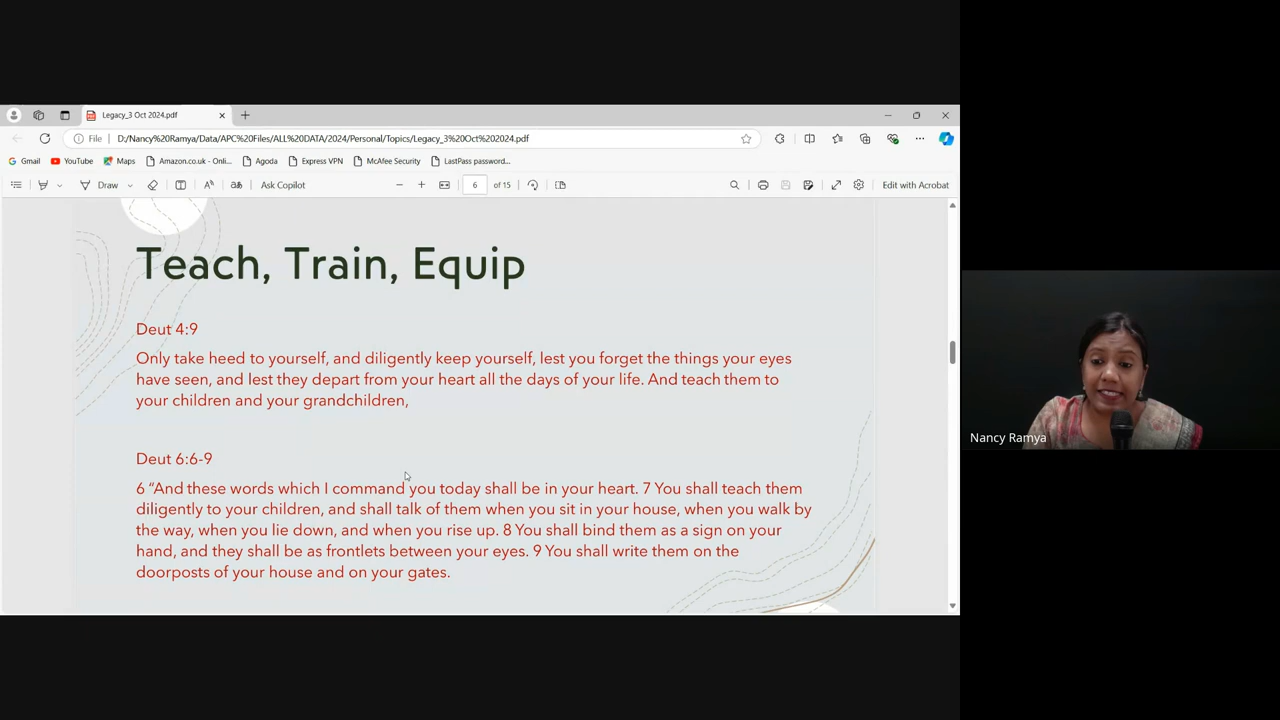 Legacy_3 Oct 2024.pdf
File
D:/Nancy%20Ramya/Data/APC%20Files/ALL%20DATA/2024/Personal/Topics/Legacy_3%20Oct%202024.pdf
Gmail YouTube Maps Amazon.co.uk - Onli... Agoda Express VPN McAfee Security LastPass password...
Draw aあ Ask Copilot 6 of 15 Edit with Acrobat
Teach, Train, Equip
Deut 4:9
Only take heed to yourself, and diligently keep yourself, lest you forget the things your eyes
have seen, and lest they depart from your heart all the days of your life. And teach them to
your children and your grandchildren,
Deut 6:6-9
6 “And these words which I command you today shall be in your heart. 7 You shall teach them
diligently to your children, and shall talk of them when you sit in your house, when you walk by
the way, when you lie down, and when you rise up. 8 You shall bind them as a sign on your
hand, and they shall be as frontlets between your eyes. 9 You shall write them on the
doorposts of your house and on your gates.
Nancy Ramya